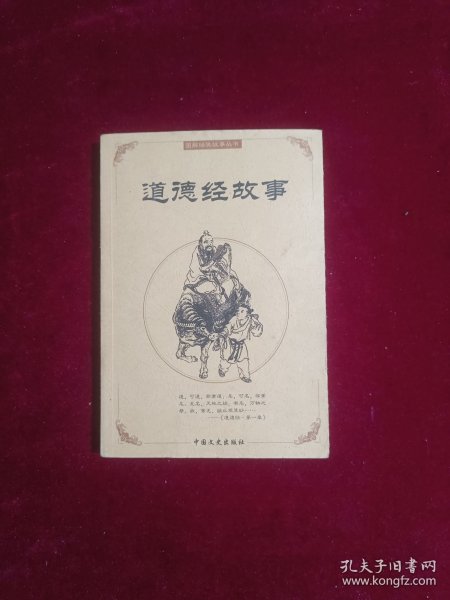 图解经典故事丛书
道德经故事
道，可道，非常道；名，可名，非常
名。无名，天地之始，有名，万物之
母。故，常无，欲以观其妙……
——《道德经·第一章》
中国文史出版社
孔夫子旧书网
www.kongfz.com